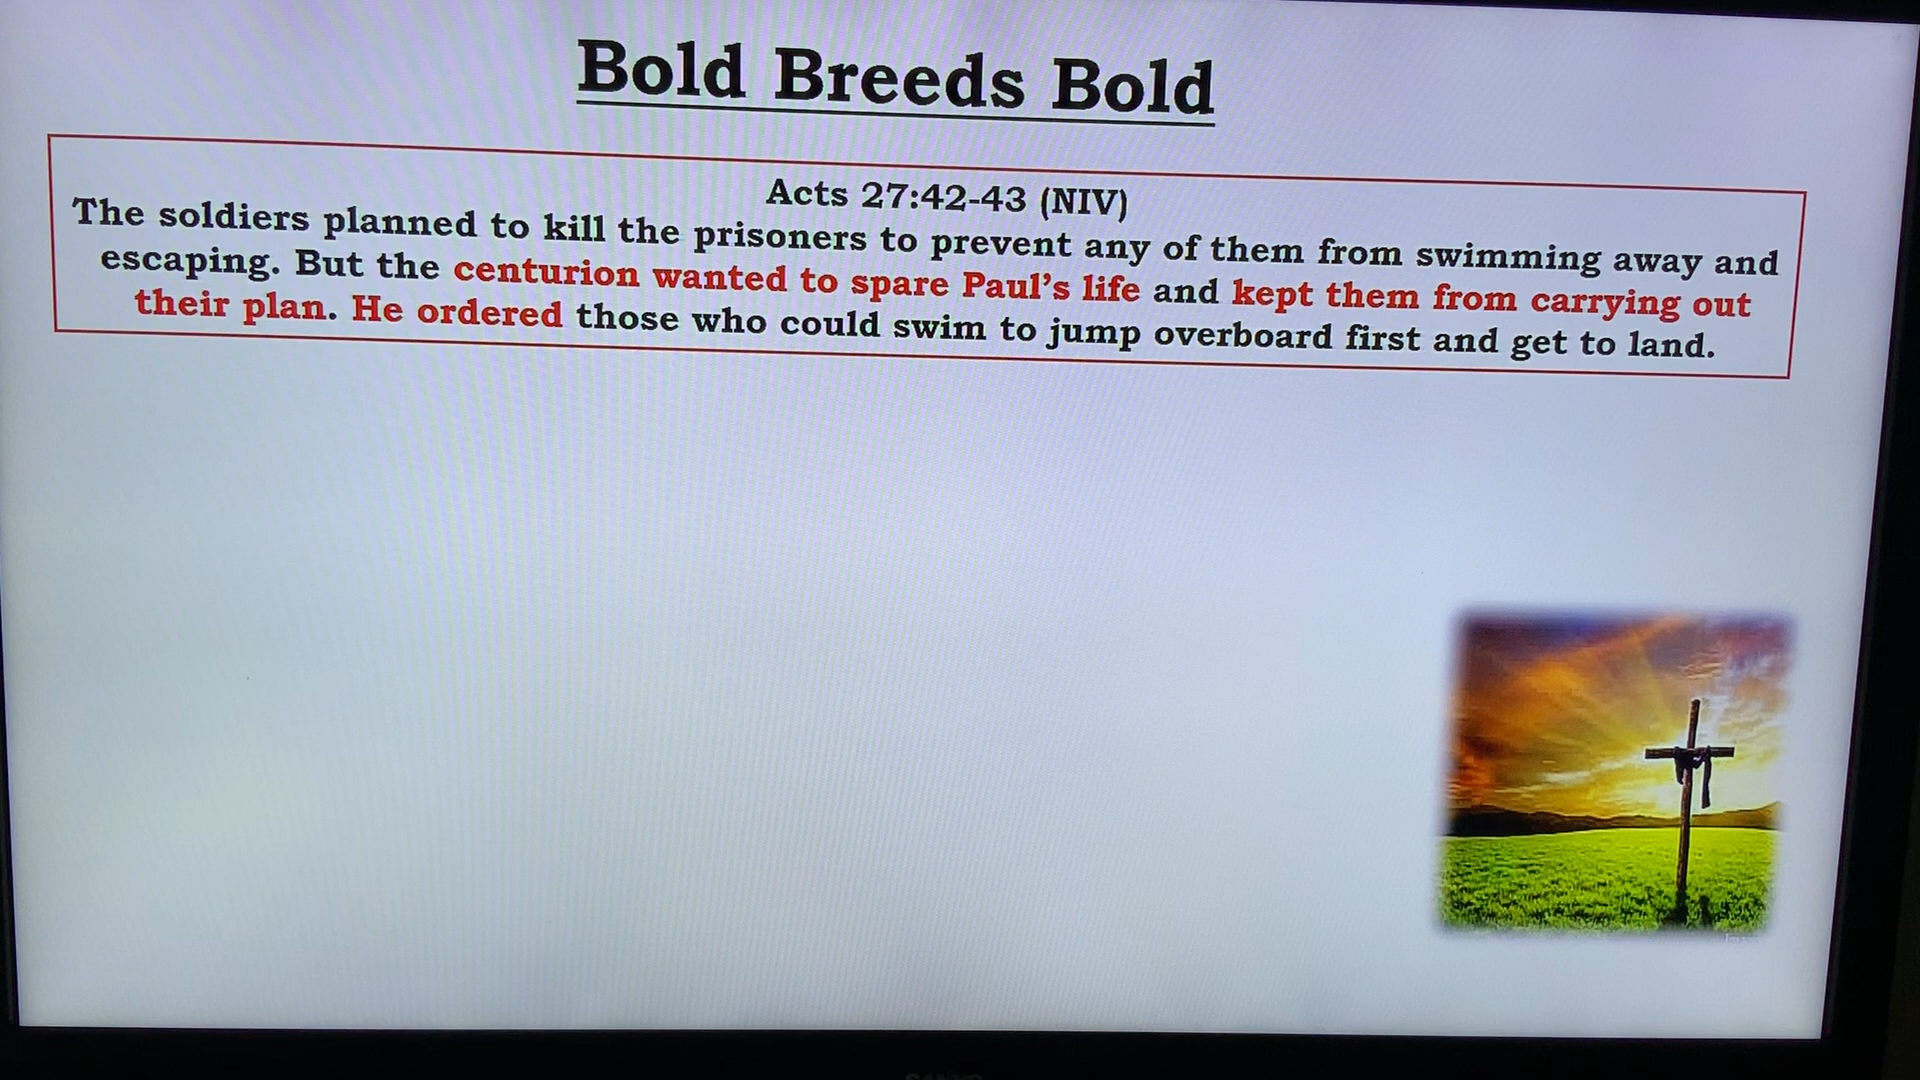 Bold Breeds Bold
Acts 27:42-43 (NIV)
The soldiers planned to kill the prisoners to prevent any of them from swimming away and
escaping. But the centurion wanted to spare Paul's life and kept them from carrying out
their plan. He ordered those who could swim to jump overboard first and get to land.